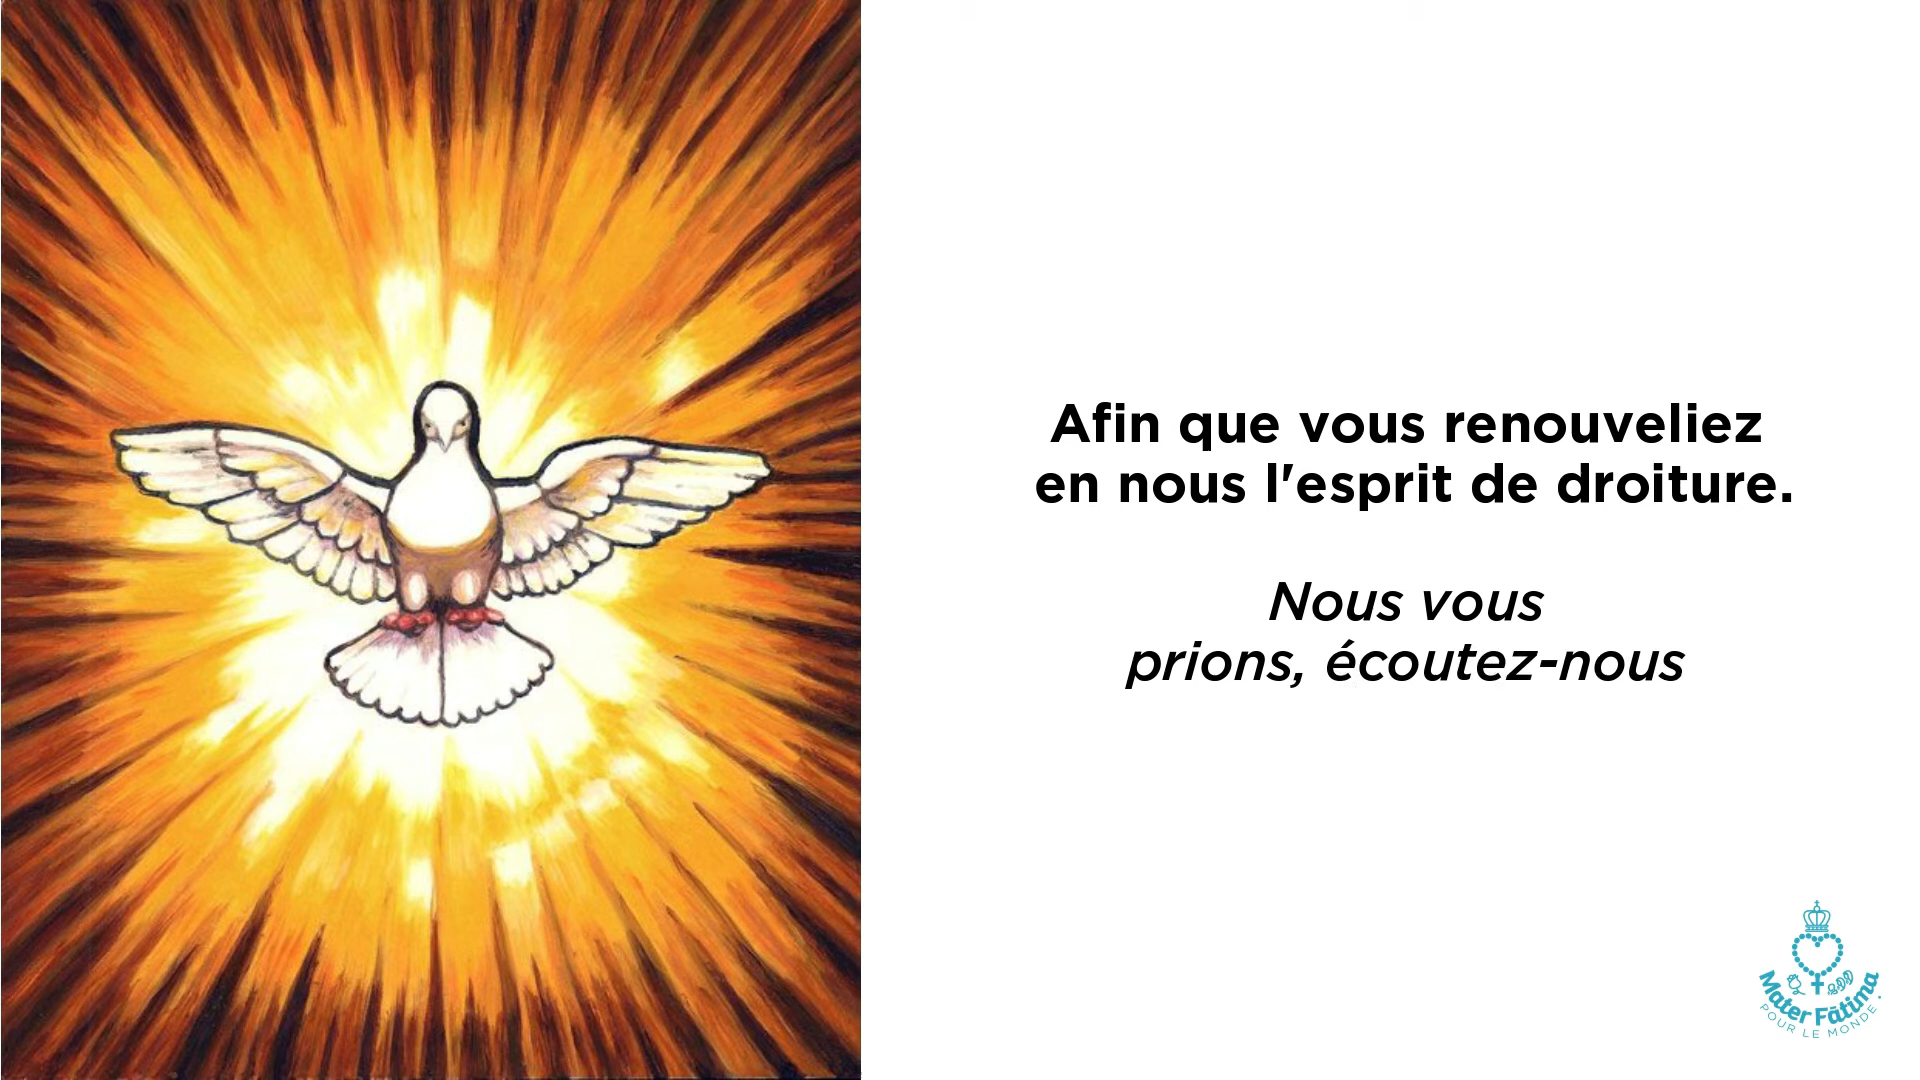 Afin que vous renouveliez
en nous l'esprit de droiture.
Nous vous
prions, écoutez-nous
Mater Fátima
POUR LE MONDE